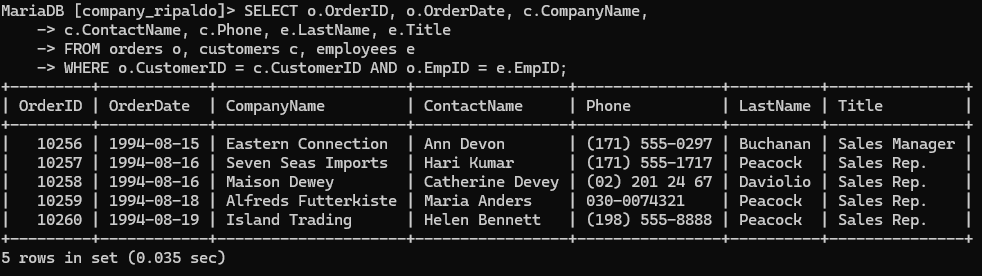 MariaDB [company_ripaldo]> SELECT o.OrderID, o.OrderDate, c.CompanyName,
    -> c.ContactName, c.Phone, e.LastName, e.Title
    -> FROM orders o, customers c, employees e
    -> WHERE o.CustomerID = c.CustomerID AND o.EmpID = e.EmpID;
+---------+------------+--------------------+-----------------+----------------+----------+---------------+
| OrderID | OrderDate  | CompanyName        | ContactName     | Phone          | LastName | Title         |
+---------+------------+--------------------+-----------------+----------------+----------+---------------+
|   10256 | 1994-08-15 | Eastern Connection | Ann Devon       | (171) 555-0297 | Buchanan | Sales Manager |
|   10257 | 1994-08-16 | Seven Seas Imports | Hari Kumar      | (171) 555-1717 | Peacock  | Sales Rep.    |
|   10258 | 1994-08-16 | Maison Dewey       | Catherine Devey | (02) 201 24 67 | Daviolio | Sales Rep.    |
|   10259 | 1994-08-18 | Alfreds Futterkiste | Maria Anders    | 030-0074321    | Peacock  | Sales Rep.    |
|   10260 | 1994-08-19 | Island Trading     | Helen Bennett   | (198) 555-8888 | Peacock  | Sales Rep.    |
+---------+------------+--------------------+-----------------+----------------+----------+---------------+
5 rows in set (0.035 sec)